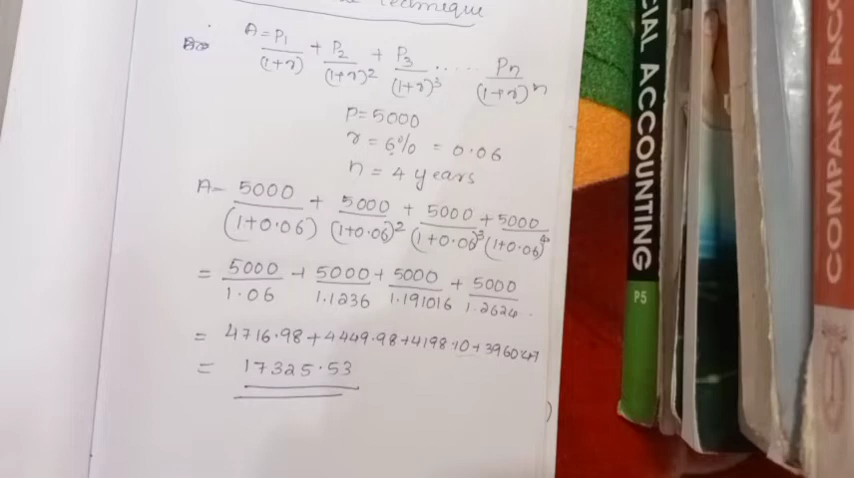 Technique
A = P1/(1+r) + P2/(1+r)² + P3/(1+r)³ ..... Pn/(1+r)ⁿ
P = 5000
r = 6% = 0.06
n = 4 years
A = 5000/(1+0.06) + 5000/(1+0.06)² + 5000/(1+0.06)³ + 5000/(1+0.06)⁴
= 5000/1.06 + 5000/1.1236 + 5000/1.191016 + 5000/1.2624
= 4716.98 + 4449.98 + 4198.10 + 3960.47
= 17325.53
CIAL ACCOUNTING
P5
COMPANY ACC